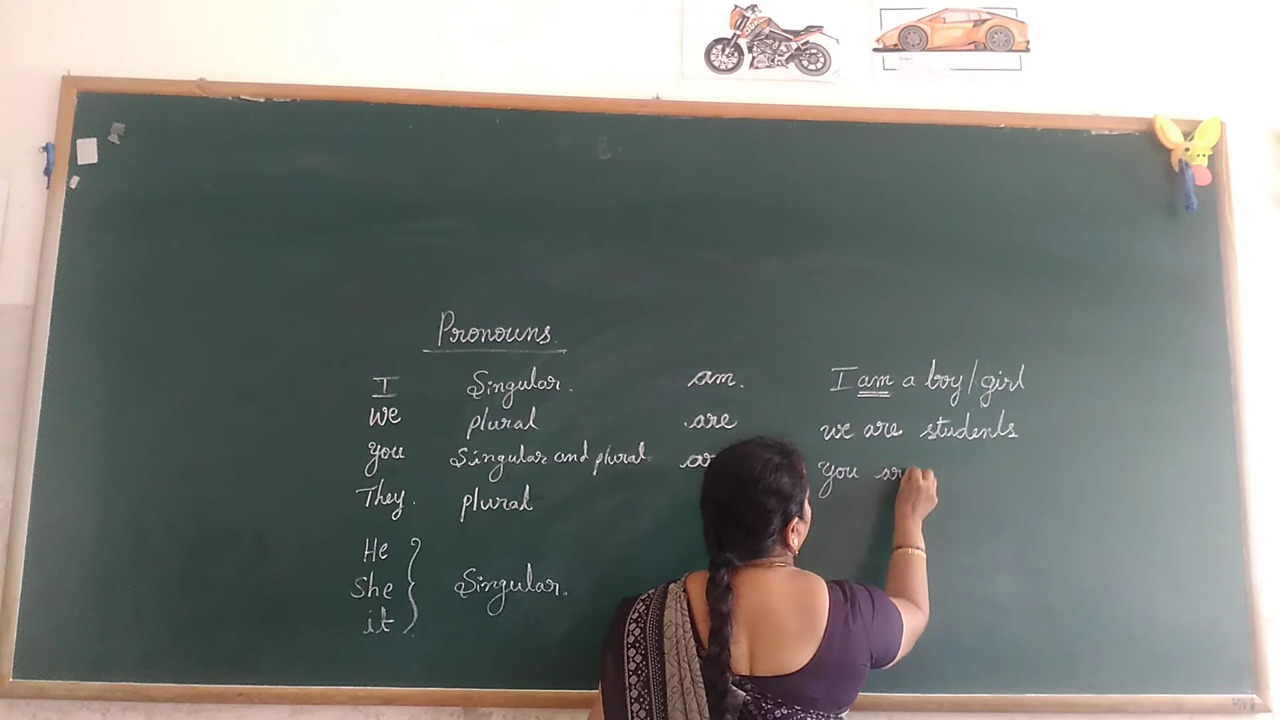 Pronouns.
I Singular. am. I am a boy/girl
we plural .are we are students
you Singular and plural. You
They. plural
He
She
it
Singular.